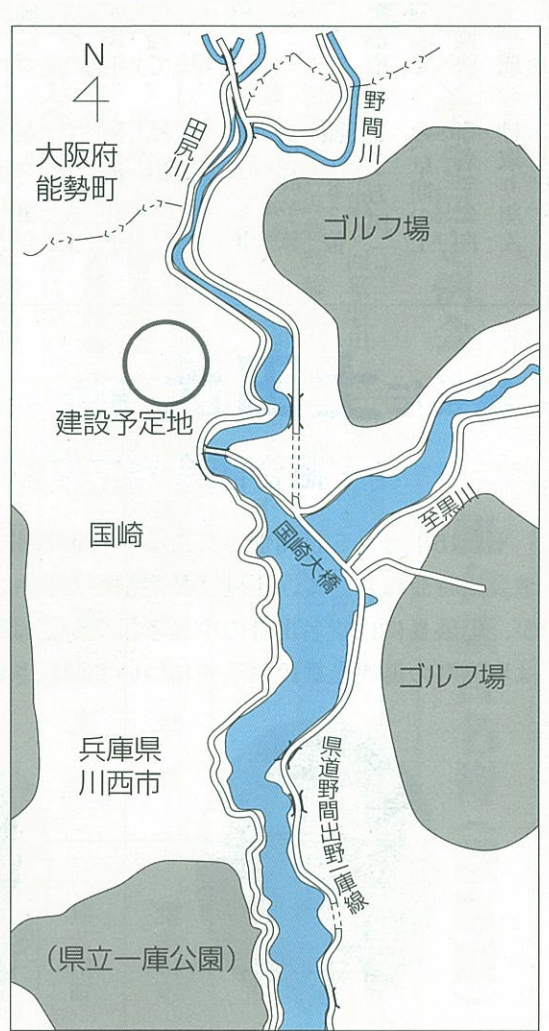 N
大阪府
能勢町
田尻川
野間川
ゴルフ場
建設予定地
国崎
国崎大橋
至黒川
ゴルフ場
兵庫県
川西市
県道野間出野一庫線
(県立一庫公園)